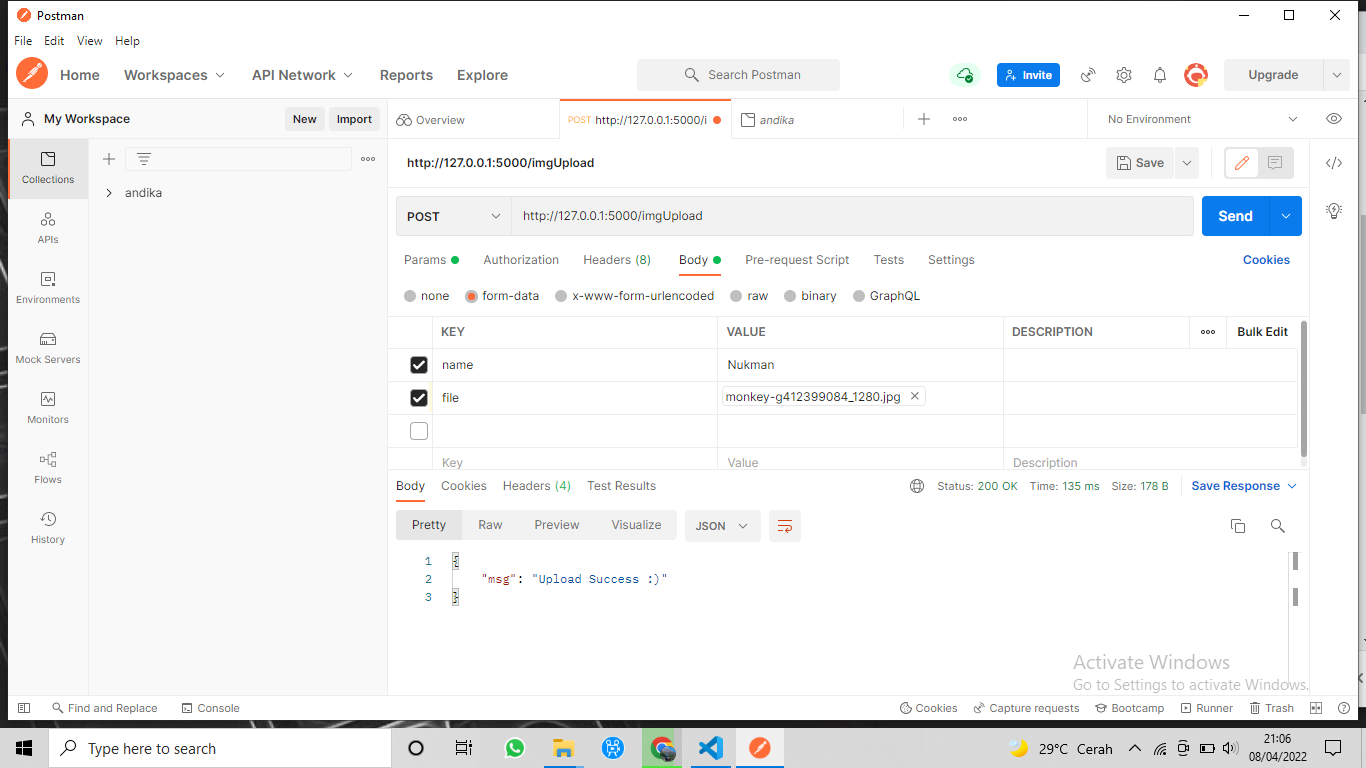 Postman
File Edit View Help
Home Workspaces API Network Reports Explore Search Postman Invite Upgrade
My Workspace New Import Overview POST http://127.0.0.1:5000/i andika No Environment
Collections
APIs
Environments
Mock Servers
Monitors
Flows
History
andika
http://127.0.0.1:5000/imgUpload Save
POST http://127.0.0.1:5000/imgUpload Send
Params Authorization Headers (8) Body Pre-request Script Tests Settings Cookies
none form-data x-www-form-urlencoded raw binary GraphQL
KEY VALUE DESCRIPTION Bulk Edit
name Nukman
file monkey-g412399084_1280.jpg
Key Value Description
Body Cookies Headers (4) Test Results Status: 200 OK Time: 135 ms Size: 178 B Save Response
Pretty Raw Preview Visualize JSON
1 {
2 "msg": "Upload Success :)"
3 }
Activate Windows
Go to Settings to activate Windows.
Find and Replace Console Cookies Capture requests Bootcamp Runner Trash
Type here to search 29°C Cerah 21:06
08/04/2022